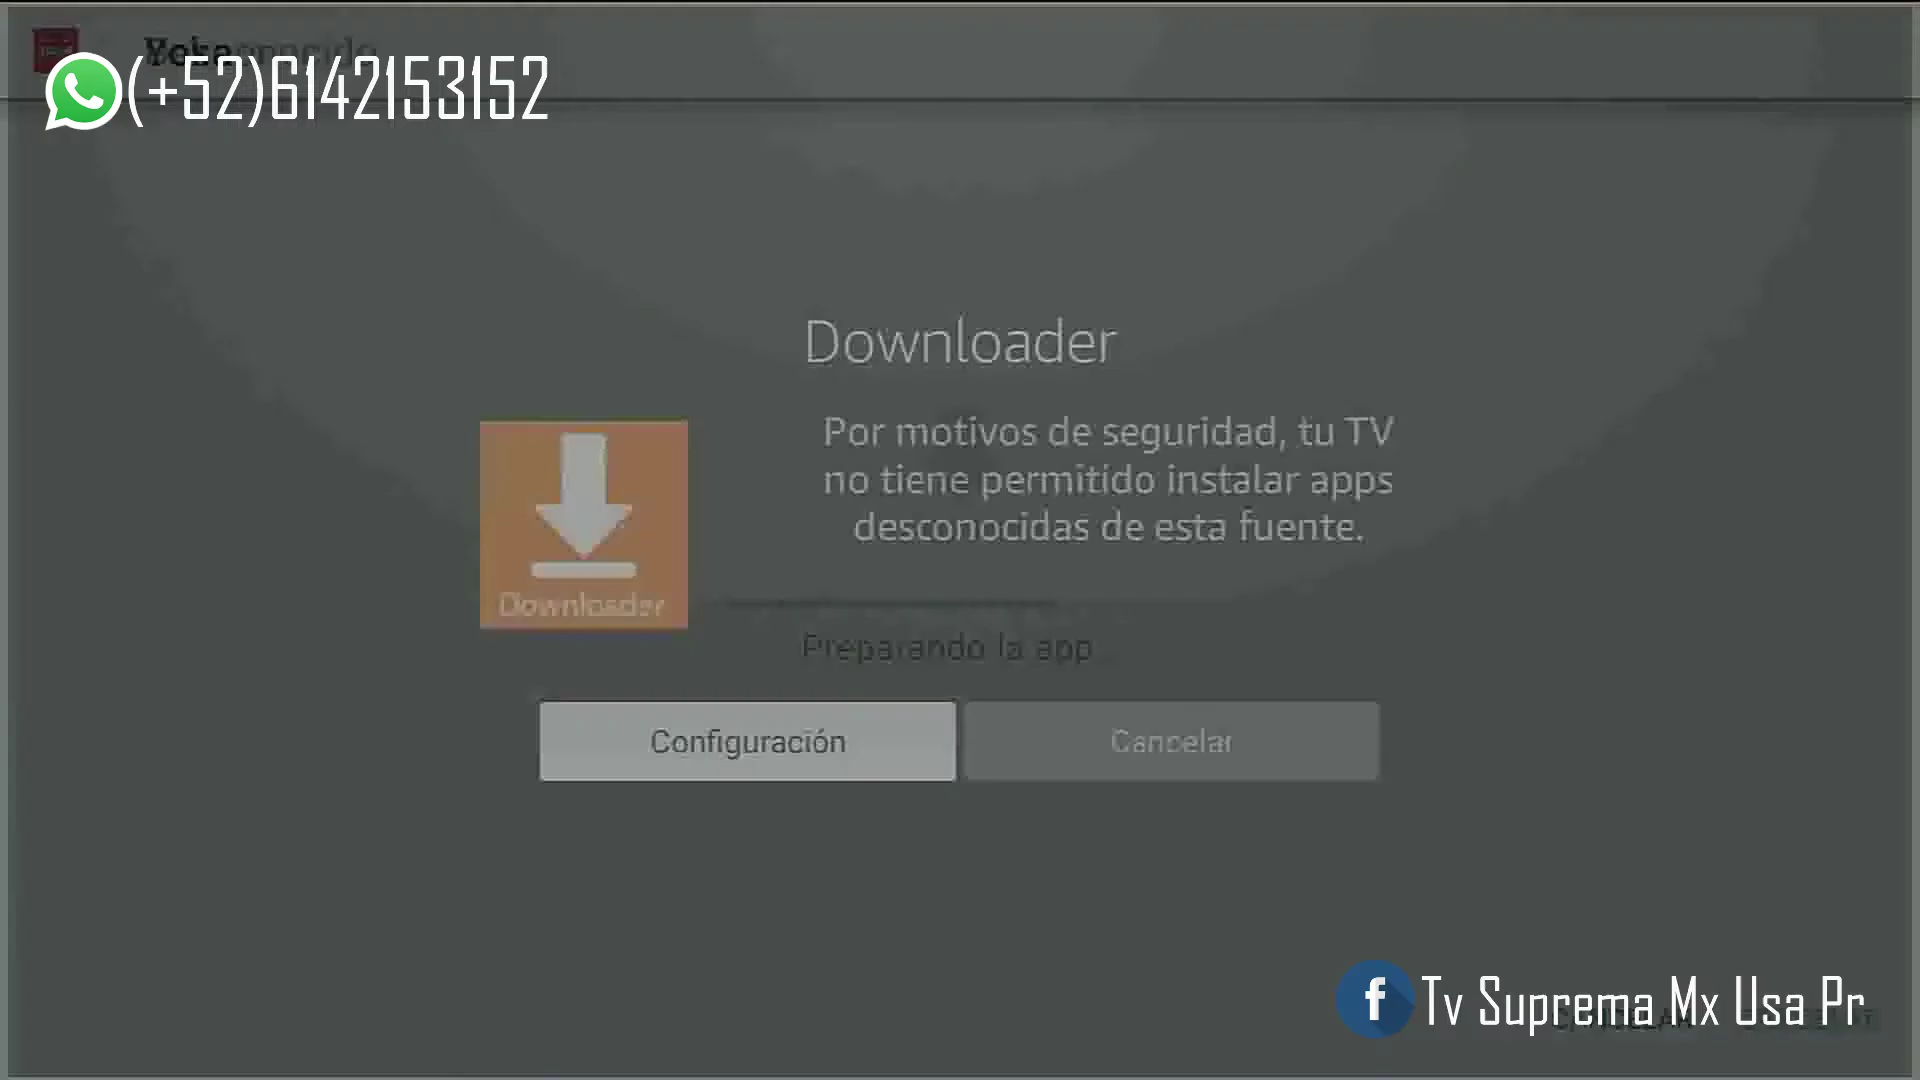 (+52)6142153152
Downloader
Por motivos de seguridad, tu TV
no tiene permitido instalar apps
desconocidas de esta fuente.
Downloader
Preparando la app
Configuración
Cancelar
Tv Suprema Mx Usa Pr